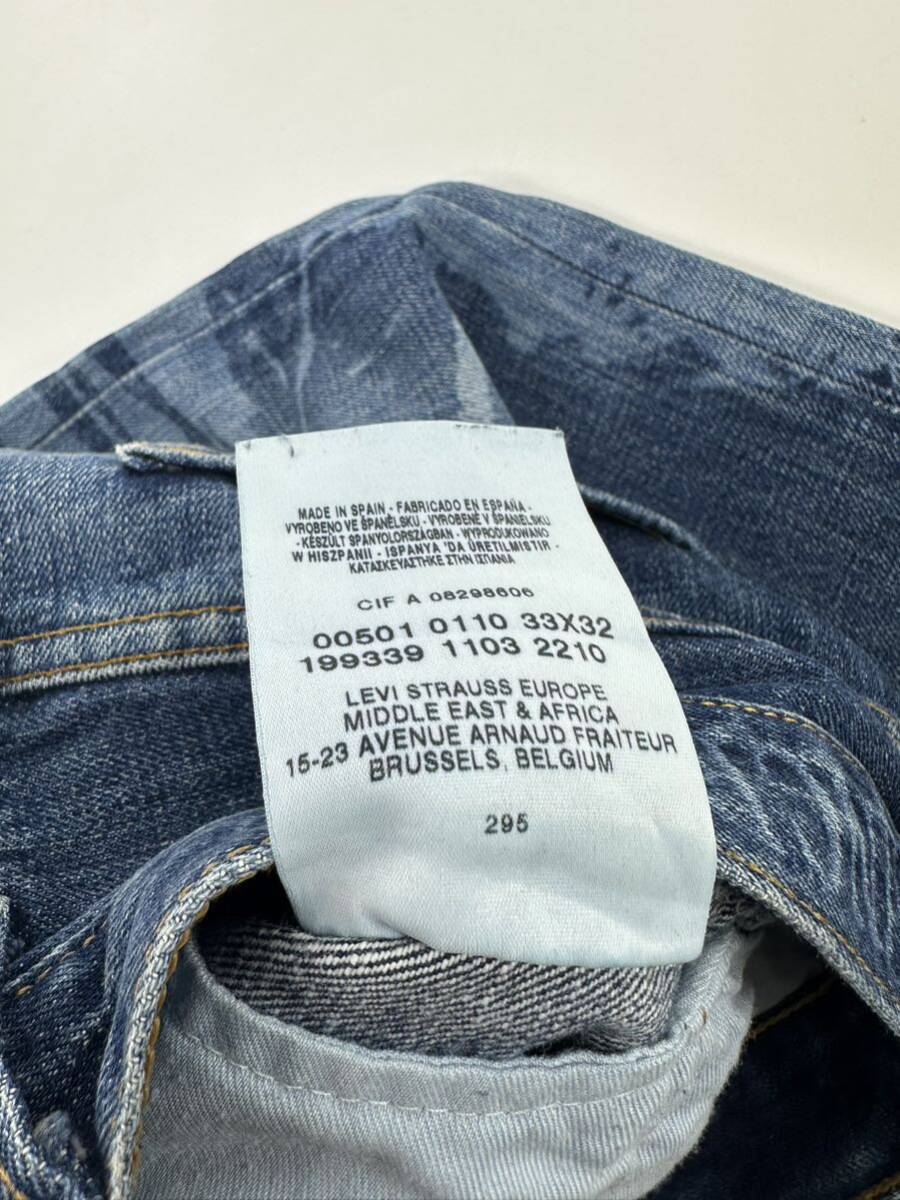 MADE IN SPAIN - FABRICADO EN ESPAÑA -
VYROBENO VE ŠPANĚLSKU - VYROBENÉ V ŠPANIELSKU
- KÉSZÜLT SPANYOLORSZÁGBAN - WYPRODUKOWANO
W HISZPANII - ISPANYA 'DA ÜRETILMISTIR -
ΚΑΤΑΣΚΕΥΑΣΤΗΚΕ ΣΤΗΝ ΙΣΠΑΝΙΑ
CIF A 08298606
00501 0110 33X32
199339 1103 2210
LEVI STRAUSS EUROPE
MIDDLE EAST & AFRICA
15-23 AVENUE ARNAUD FRAITEUR
BRUSSELS, BELGIUM
295